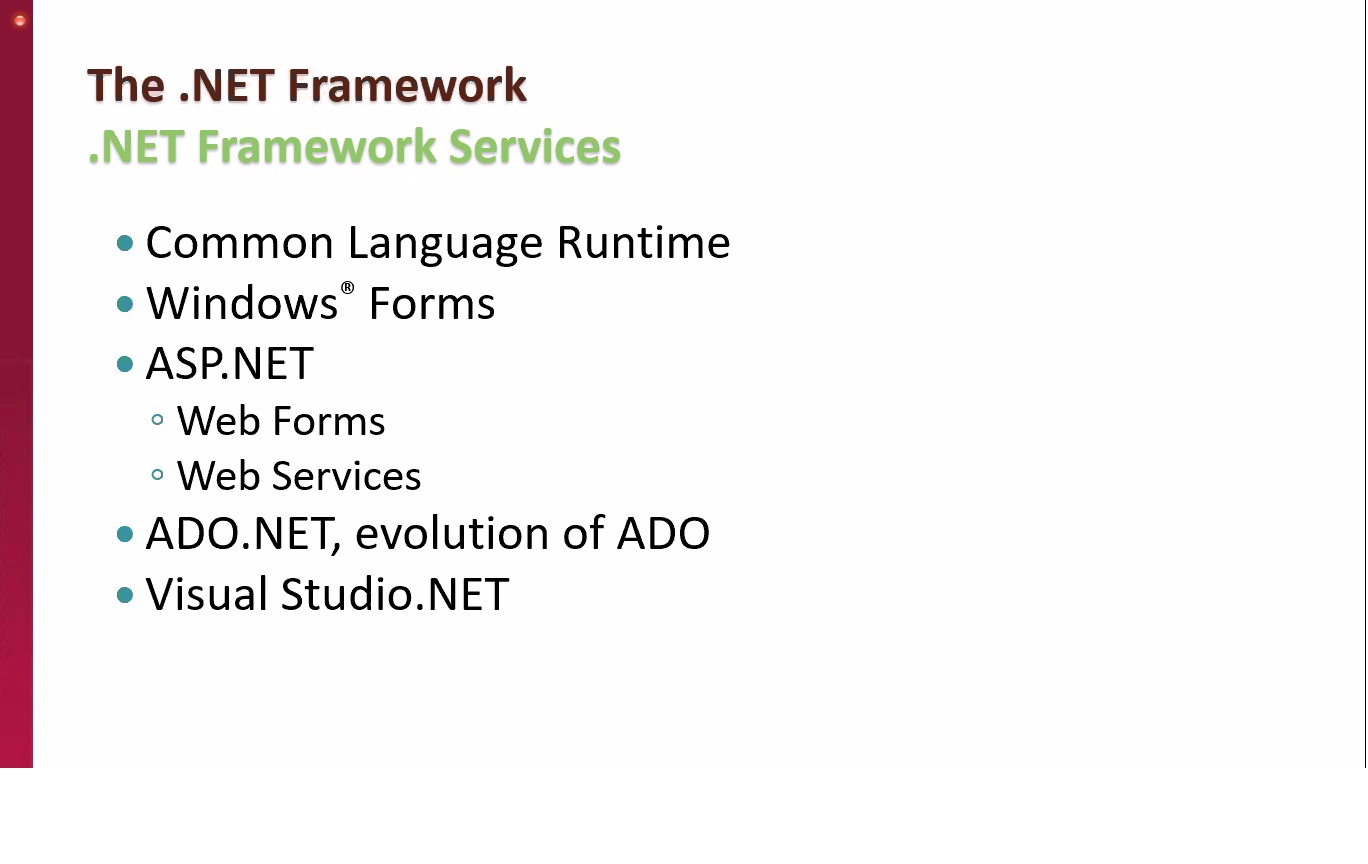 The .NET Framework
.NET Framework Services
• Common Language Runtime
• Windows® Forms
• ASP.NET
◦ Web Forms
◦ Web Services
• ADO.NET, evolution of ADO
• Visual Studio.NET